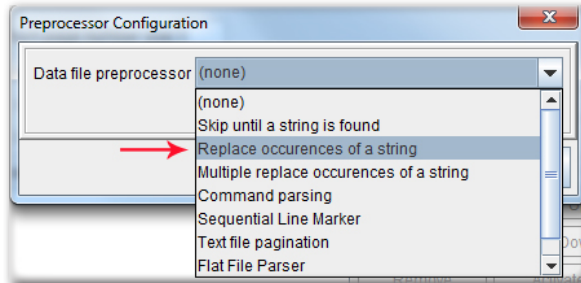 Preprocessor Configuration
Data file preprocessor (none)
(none)
Skip until a string is found
Replace occurences of a string
Multiple replace occurences of a string
Command parsing
Sequential Line Marker
Text file pagination
Flat File Parser